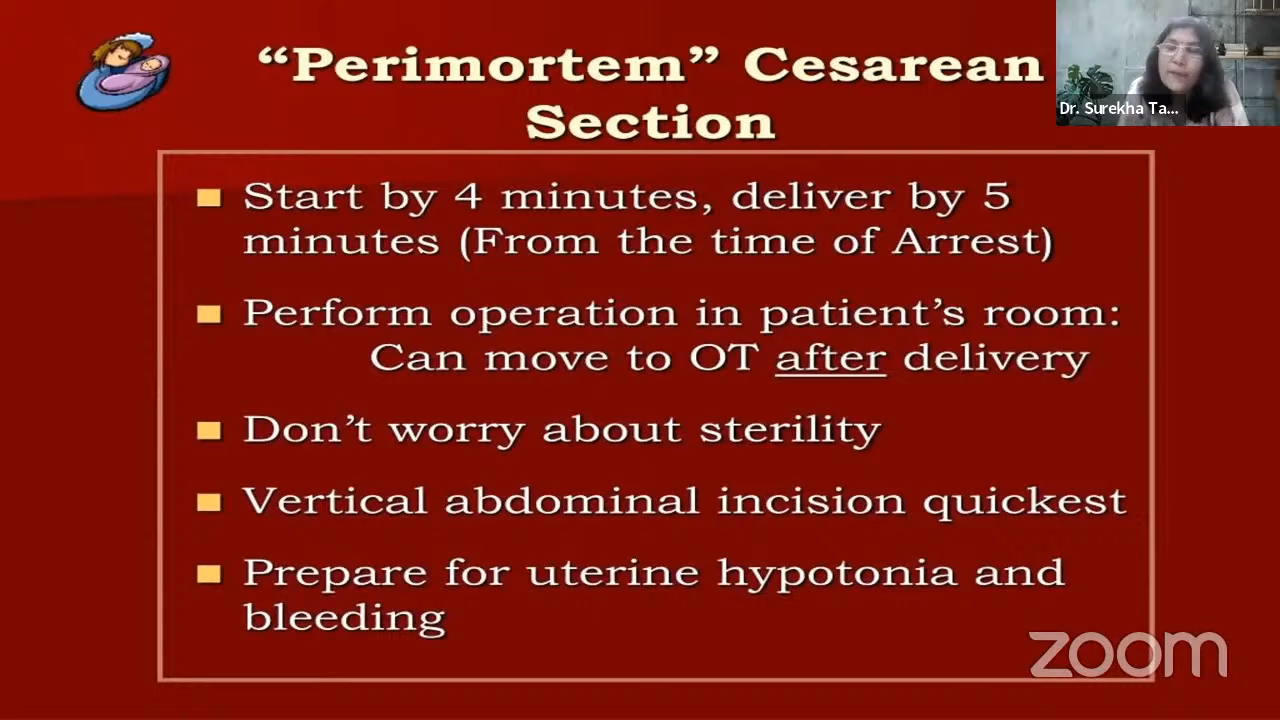 “Perimortem” Cesarean
Section
Dr. Surekha Ta...
Start by 4 minutes, deliver by 5
minutes (From the time of Arrest)
Perform operation in patient’s room:
Can move to OT after delivery
Don’t worry about sterility
Vertical abdominal incision quickest
Prepare for uterine hypotonia and
bleeding
zoom